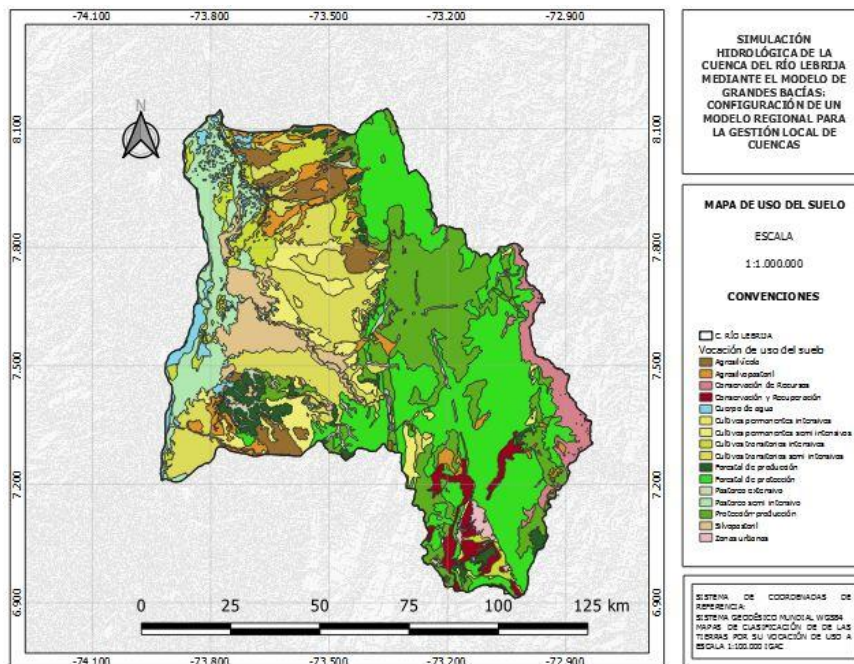 -74.100 -73.800 -73.500 -73.200 -72.900
SIMULACIÓN
HIDROLÓGICA DE LA
CUENCA DEL RÍO LEBRIJA
MEDIANTE EL MODELO DE
GRANDES BACÍAS:
CONFIGURACIÓN DE UN
MODELO REGIONAL PARA
LA GESTIÓN LOCAL DE
CUENCAS
N
8.100 8.100
7.800 7.800
7.500 7.500
7.200 7.200
6.900 6.900
MAPA DE USO DEL SUELO
ESCALA
1:1.000.000
CONVENCIONES
C. RÍO LEBRIJA
Vocación de uso del suelo
Agrosilvícola
Agrosilvopastoril
Conservación de Recursos
Conservación y Recuperación
Cuerpo de agua
Cultivos permanentes intensivos
Cultivos permanentes semi intensivos
Cultivos transitorios intensivos
Cultivos transitorios semi intensivos
Forestal de producción
Forestal de protección
Pastoreo extensivo
Pastoreo semi intensivo
Protección-producción
Silvopastoril
Zonas urbanas
0 25 50 75 100 125 km
SISTEMA DE COORDENADAS DE
REFERENCIA:
SISTEMA GEODÉSICO MUNDIAL WGS84
MAPAS DE CLASIFICACIÓN DE DE LAS
TIERRAS POR SU VOCACIÓN DE USO A
ESCALA 1:100.000 IGAC
-74.100 -73.800 -73.500 -73.200 -72.900